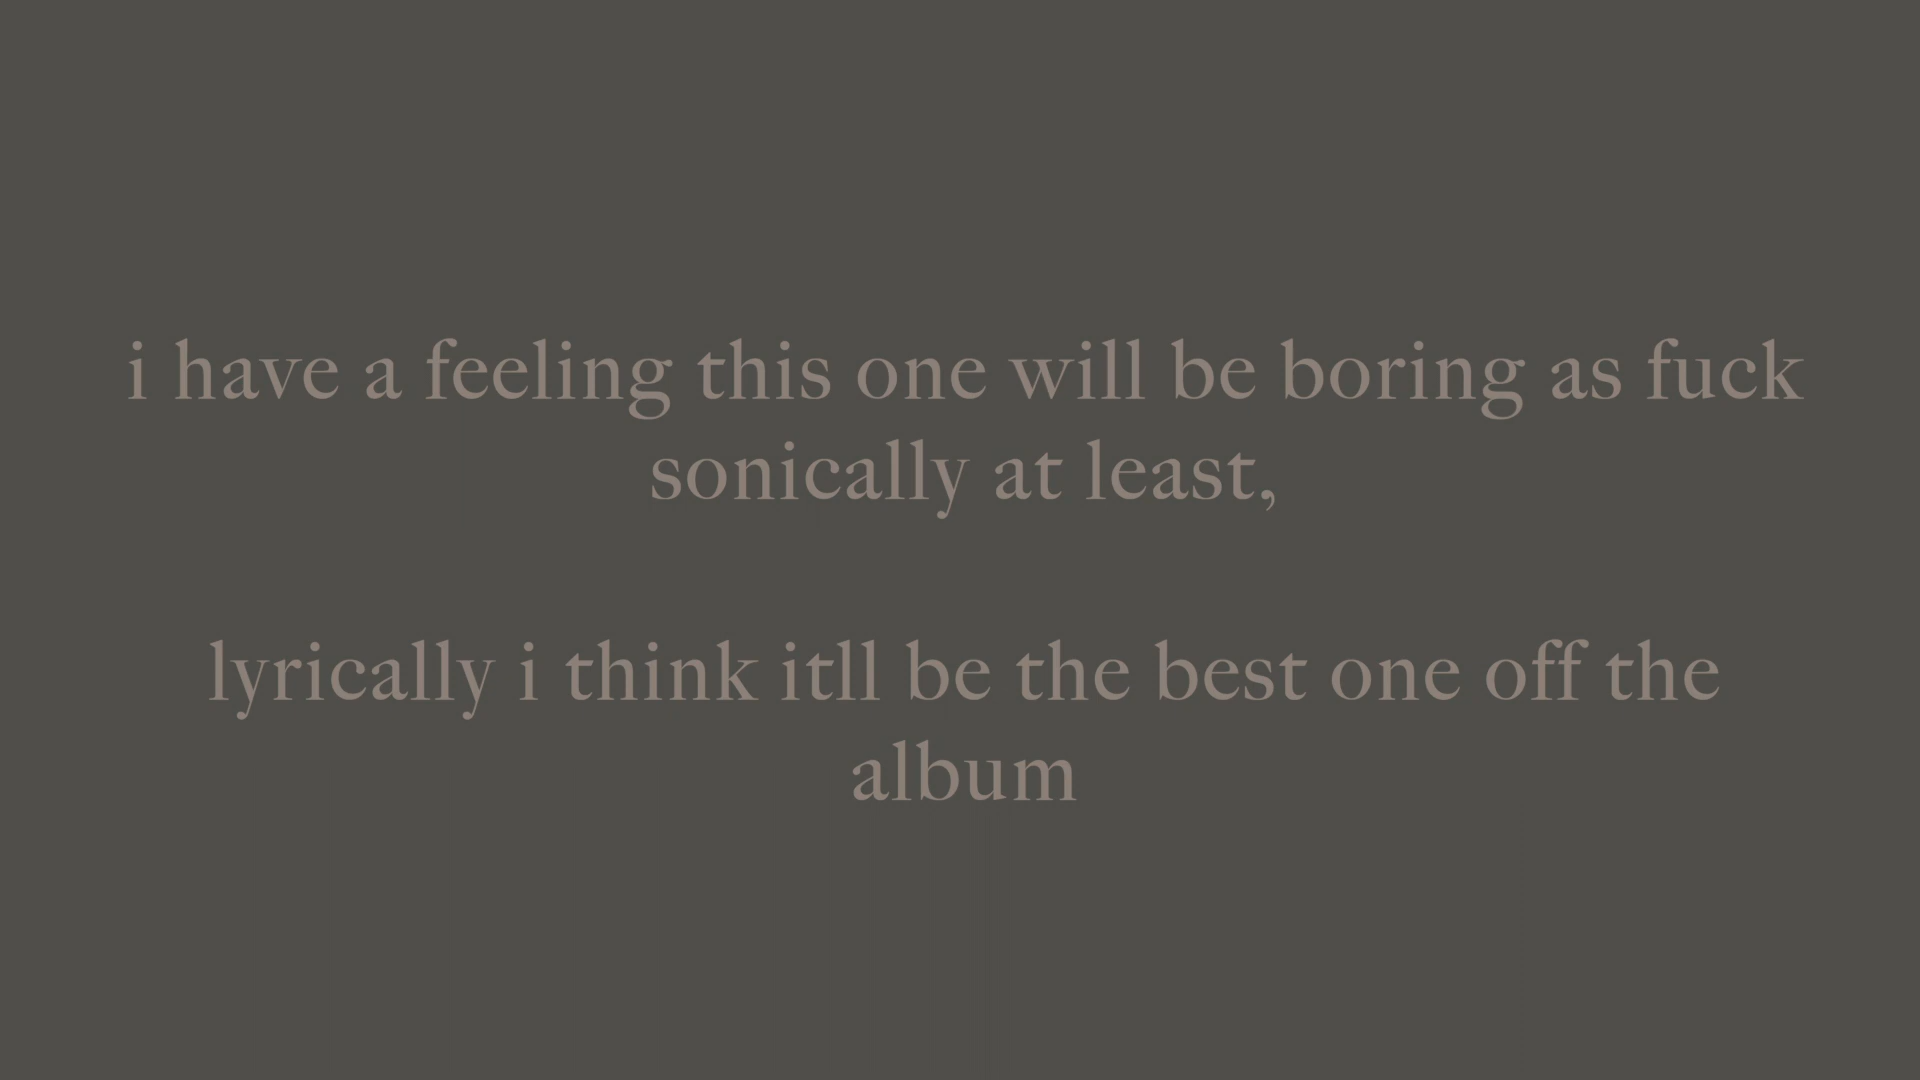 i have a feeling this one will be boring as fuck
sonically at least,
lyrically i think itll be the best one off the
album